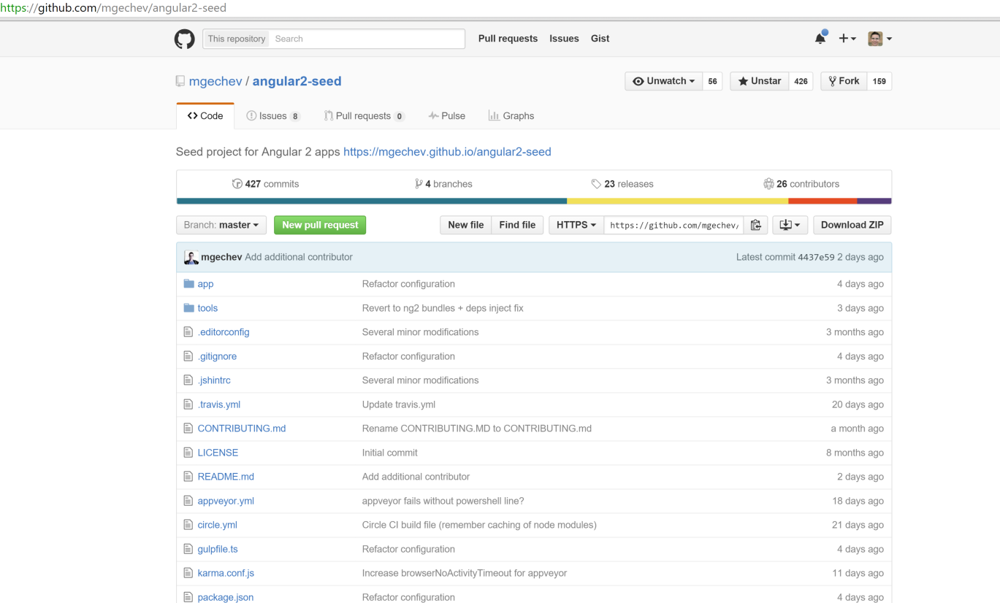 https://github.com/mgechev/angular2-seed
This repository Search Pull requests Issues Gist
mgechev / angular2-seed Unwatch 56 Unstar 426 Fork 159
Code Issues 8 Pull requests 0 Pulse Graphs
Seed project for Angular 2 apps https://mgechev.github.io/angular2-seed
427 commits 4 branches 23 releases 26 contributors
Branch: master New pull request New file Find file HTTPS https://github.com/mgechev/ Download ZIP
mgechev Add additional contributor Latest commit 4437e59 2 days ago
app Refactor configuration 4 days ago
tools Revert to ng2 bundles + deps inject fix 3 days ago
.editorconfig Several minor modifications 3 months ago
.gitignore Refactor configuration 4 days ago
.jshintrc Several minor modifications 3 months ago
.travis.yml Update travis.yml 20 days ago
CONTRIBUTING.md Rename CONTRIBUTING.MD to CONTRIBUTING.md a month ago
LICENSE Initial commit 8 months ago
README.md Add additional contributor 2 days ago
appveyor.yml appveyor fails without powershell line? 18 days ago
circle.yml Circle CI build file (remember caching of node modules) 21 days ago
gulpfile.ts Refactor configuration 4 days ago
karma.conf.js Increase browserNoActivityTimeout for appveyor 11 days ago
package.json Refactor configuration 4 days ago